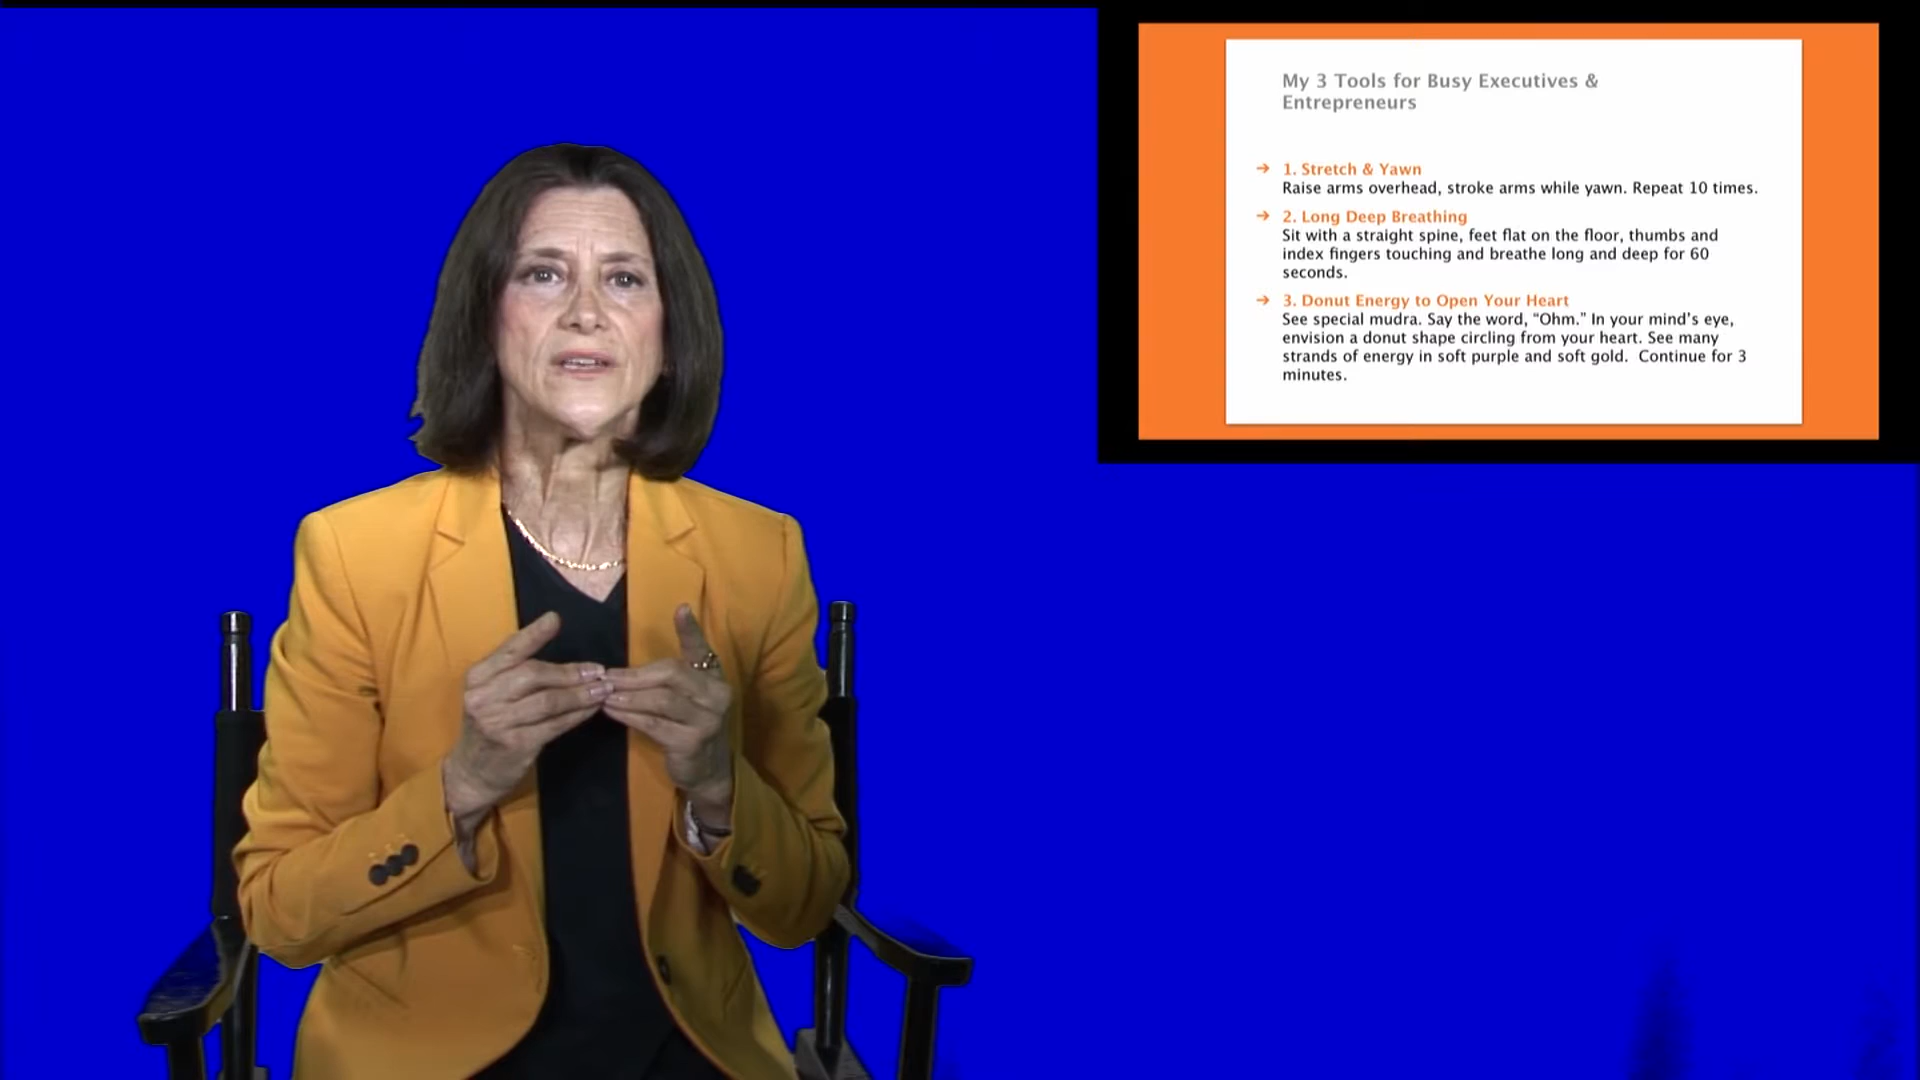 My 3 Tools for Busy Executives &
Entrepreneurs
→ 1. Stretch & Yawn
Raise arms overhead, stroke arms while yawn. Repeat 10 times.
→ 2. Long Deep Breathing
Sit with a straight spine, feet flat on the floor, thumbs and
index fingers touching and breathe long and deep for 60
seconds.
→ 3. Donut Energy to Open Your Heart
See special mudra. Say the word, “Ohm.” In your mind’s eye,
envision a donut shape circling from your heart. See many
strands of energy in soft purple and soft gold.  Continue for 3
minutes.